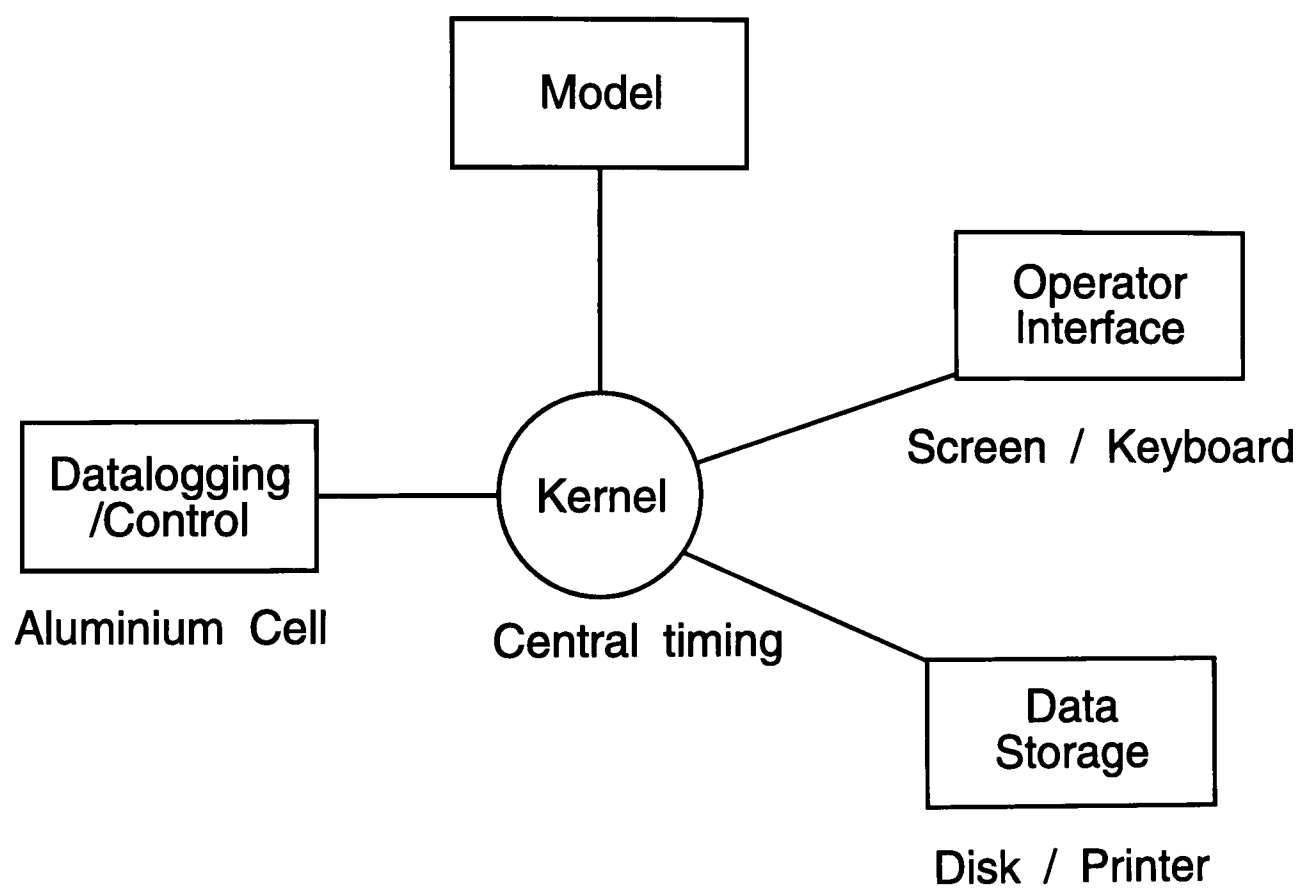 Model
Operator
Interface
Screen / Keyboard
Datalogging
/Control
Aluminium Cell
Kernel
Central timing
Data
Storage
Disk / Printer